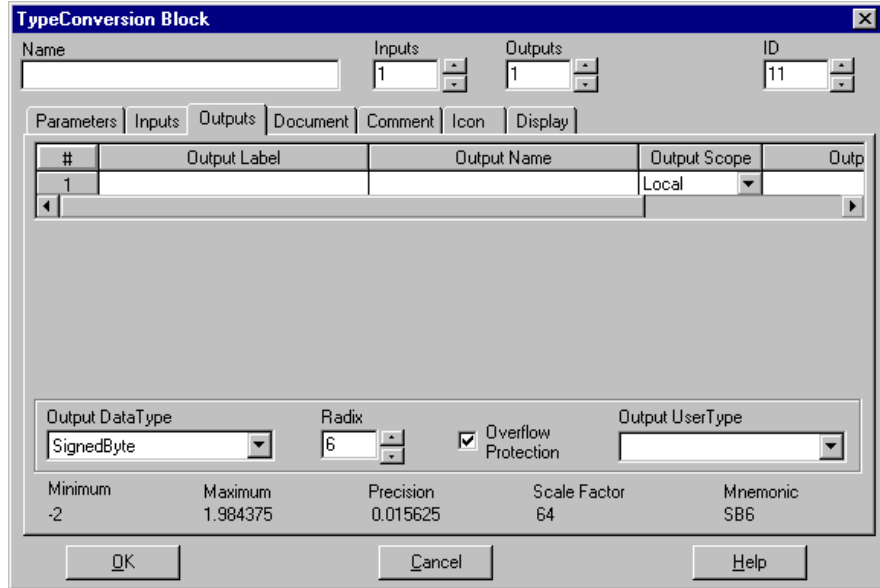 TypeConversion Block
Name Inputs Outputs ID
1 1 11
Parameters Inputs Outputs Document Comment Icon Display
# Output Label Output Name Output Scope Outp
1 Local
Output DataType Radix Overflow Protection Output UserType
SignedByte 6
Minimum Maximum Precision Scale Factor Mnemonic
-2 1.984375 0.015625 64 SB6
OK Cancel Help